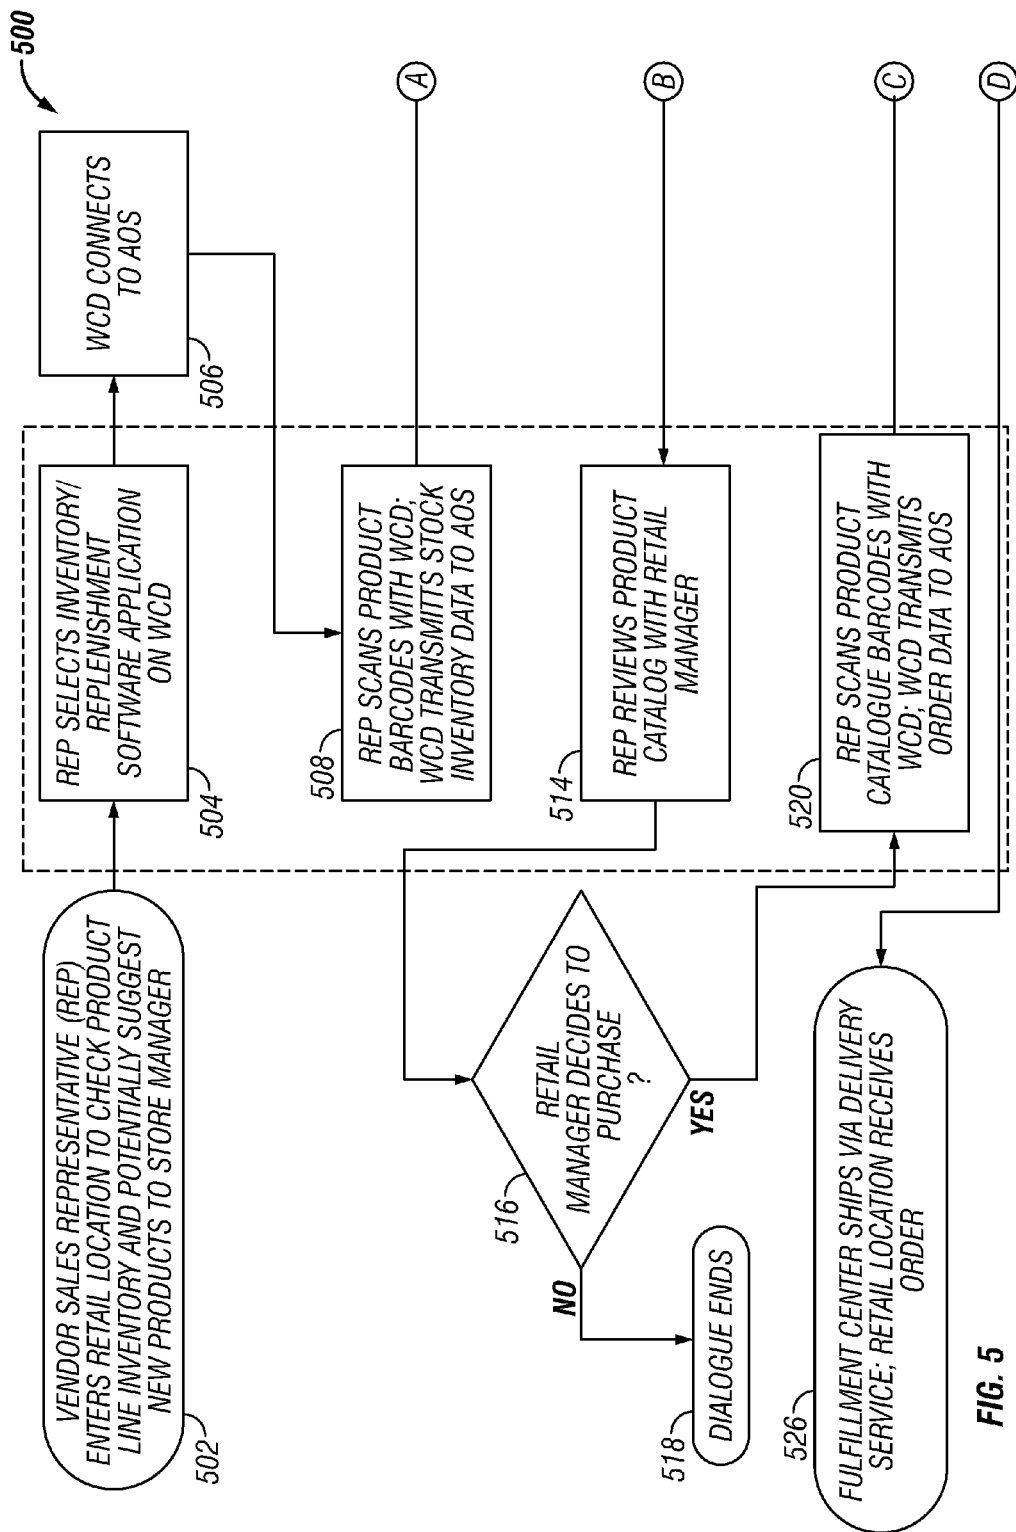 500
VENDOR SALES REPRESENTATIVE (REP)
ENTERS RETAIL LOCATION TO CHECK PRODUCT
LINE INVENTORY AND POTENTIALLY SUGGEST
NEW PRODUCTS TO STORE MANAGER
502
REP SELECTS INVENTORY/
REPLENISHMENT
SOFTWARE APPLICATION
ON WCD
504
WCD CONNECTS
TO AOS
506
REP SCANS PRODUCT
BARCODES WITH WCD;
WCD TRANSMITTS STOCK
INVENTORY DATA TO AOS
508
A
REP REVIEWS PRODUCT
CATALOG WITH RETAIL
MANAGER
514
B
RETAIL
MANAGER DECIDES TO
PURCHASE
?
516
NO
YES
DIALOGUE ENDS
518
REP SCANS PRODUCT
CATALOGUE BARCODES WITH
WCD; WCD TRANSMITS
ORDER DATA TO AOS
520
C
FULFILLMENT CENTER SHIPS VIA DELIVERY
SERVICE; RETAIL LOCATION RECEIVES
ORDER
526
D
FIG. 5